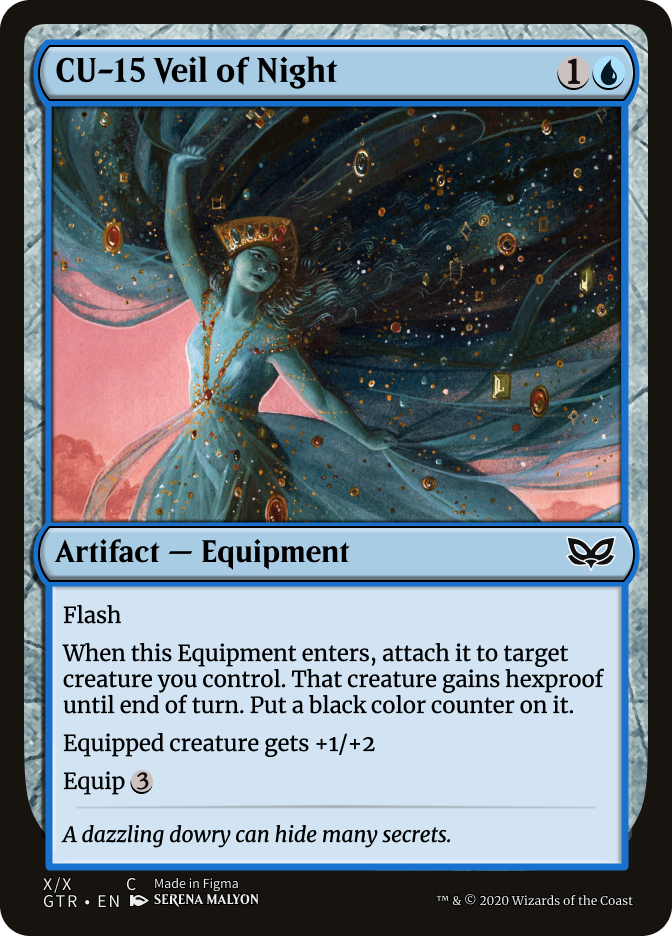 CU-15 Veil of Night
1
Artifact — Equipment
Flash
When this Equipment enters, attach it to target
creature you control. That creature gains hexproof
until end of turn. Put a black color counter on it.
Equipped creature gets +1/+2
Equip 3
A dazzling dowry can hide many secrets.
X/X C Made in Figma
GTR • EN SERENA MALYON
™ & © 2020 Wizards of the Coast